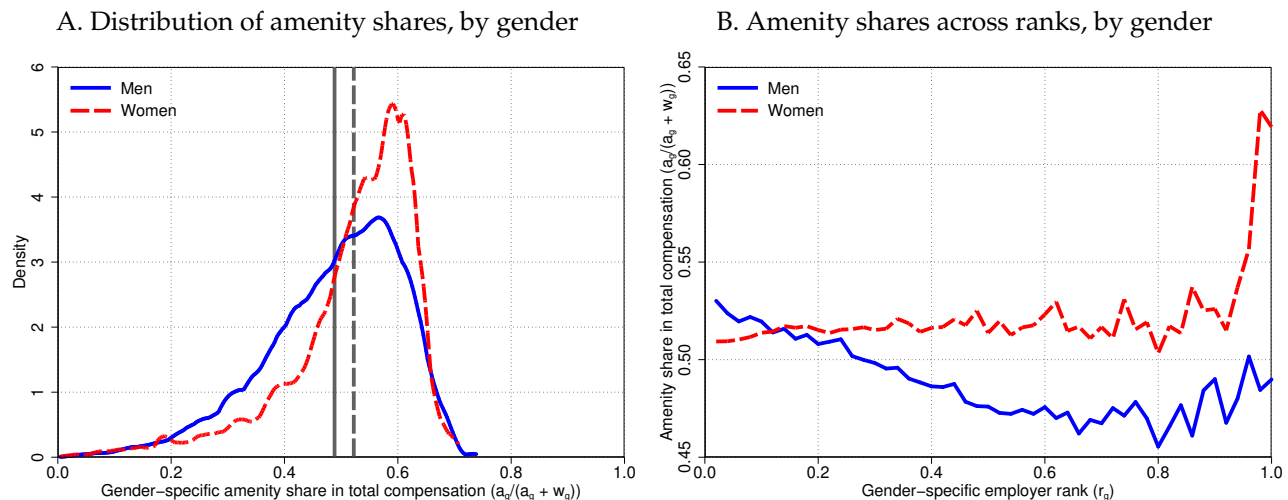 A. Distribution of amenity shares, by gender
Men
Women
Density
6
5
4
3
2
1
0
0.0 0.2 0.4 0.6 0.8 1.0
Gender−specific amenity share in total compensation (a_g/(a_g + w_g))
B. Amenity shares across ranks, by gender
Men
Women
Amenity share in total compensation (a_g/(a_g + w_g))
0.65
0.60
0.55
0.50
0.45
0.0 0.2 0.4 0.6 0.8 1.0
Gender−specific employer rank (r_g)